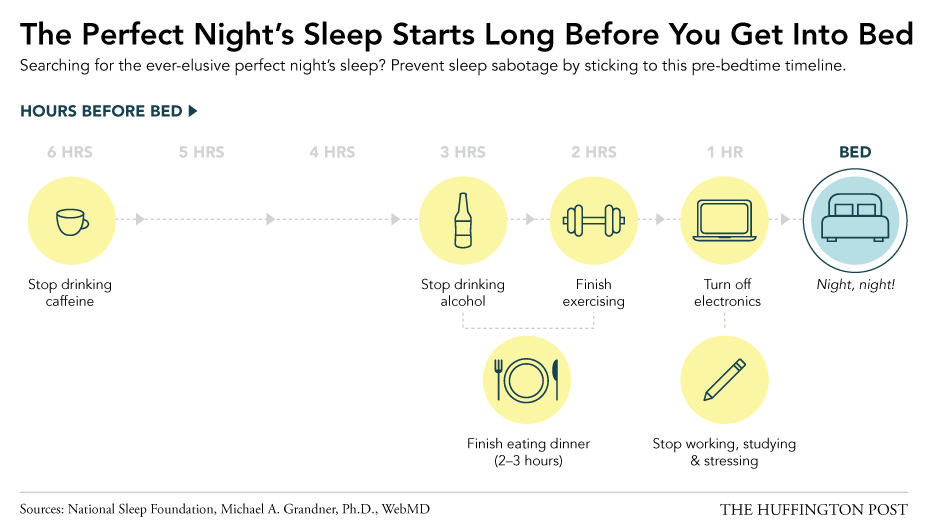 The Perfect Night's Sleep Starts Long Before You Get Into Bed
Searching for the ever-elusive perfect night's sleep? Prevent sleep sabotage by sticking to this pre-bedtime timeline.
HOURS BEFORE BED
6 HRS
5 HRS
4 HRS
3 HRS
2 HRS
1 HR
BED
Stop drinking
caffeine
Stop drinking
alcohol
Finish
exercising
Turn off
electronics
Night, night!
Finish eating dinner
(2–3 hours)
Stop working, studying
& stressing
Sources: National Sleep Foundation, Michael A. Grandner, Ph.D., WebMD
THE HUFFINGTON POST